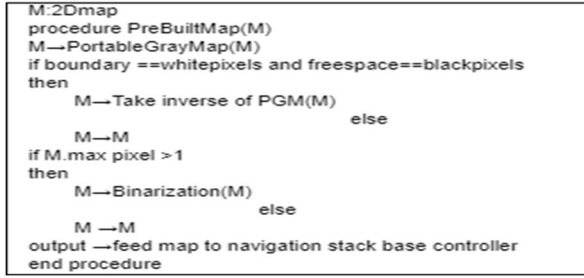 M:2Dmap
procedure PreBuiltMap(M)
M→PortableGrayMap(M)
if boundary ==whitepixels and freespace==blackpixels
then
M→Take inverse of PGM(M)
else
M→M
if M.max pixel >1
then
M→Binarization(M)
else
M →M
output →feed map to navigation stack base controller
end procedure